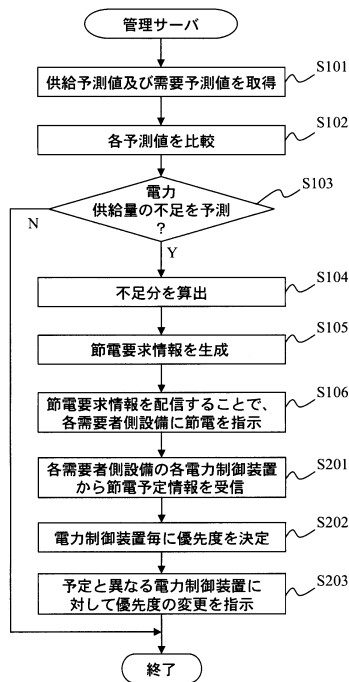 管理サーバ
S101
供給予測値及び需要予測値を取得
S102
各予測値を比較
S103
電力
供給量の不足を予測
?
N
Y
S104
不足分を算出
S105
節電要求情報を生成
S106
節電要求情報を配信することで、
各需要者側設備に節電を指示
S201
各需要者側設備の各電力制御装置
から節電予定情報を受信
S202
電力制御装置毎に優先度を決定
S203
予定と異なる電力制御装置に
対して優先度の変更を指示
終了